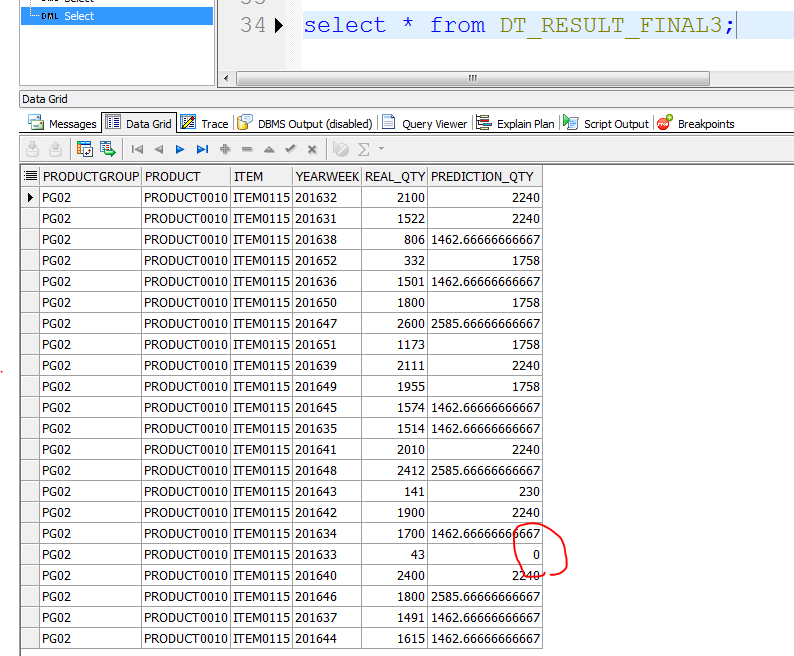 DML Select
DML Select
34 select * from DT_RESULT_FINAL3;
Data Grid
Messages Data Grid Trace DBMS Output (disabled) Query Viewer Explain Plan Script Output Breakpoints
PRODUCTGROUP PRODUCT ITEM YEARWEEK REAL_QTY PREDICTION_QTY
PG02 PRODUCT0010 ITEM0115 201632 2100 2240
PG02 PRODUCT0010 ITEM0115 201631 1522 2240
PG02 PRODUCT0010 ITEM0115 201638 806 1462.66666666667
PG02 PRODUCT0010 ITEM0115 201652 332 1758
PG02 PRODUCT0010 ITEM0115 201636 1501 1462.66666666667
PG02 PRODUCT0010 ITEM0115 201650 1800 1758
PG02 PRODUCT0010 ITEM0115 201647 2600 2585.66666666667
PG02 PRODUCT0010 ITEM0115 201651 1173 1758
PG02 PRODUCT0010 ITEM0115 201639 2111 2240
PG02 PRODUCT0010 ITEM0115 201649 1955 1758
PG02 PRODUCT0010 ITEM0115 201645 1574 1462.66666666667
PG02 PRODUCT0010 ITEM0115 201635 1514 1462.66666666667
PG02 PRODUCT0010 ITEM0115 201641 2010 2240
PG02 PRODUCT0010 ITEM0115 201648 2412 2585.66666666667
PG02 PRODUCT0010 ITEM0115 201643 141 230
PG02 PRODUCT0010 ITEM0115 201642 1900 2240
PG02 PRODUCT0010 ITEM0115 201634 1700 1462.66666666667
PG02 PRODUCT0010 ITEM0115 201633 43 0
PG02 PRODUCT0010 ITEM0115 201640 2400 2240
PG02 PRODUCT0010 ITEM0115 201646 1800 2585.66666666667
PG02 PRODUCT0010 ITEM0115 201637 1491 1462.66666666667
PG02 PRODUCT0010 ITEM0115 201644 1615 1462.66666666667